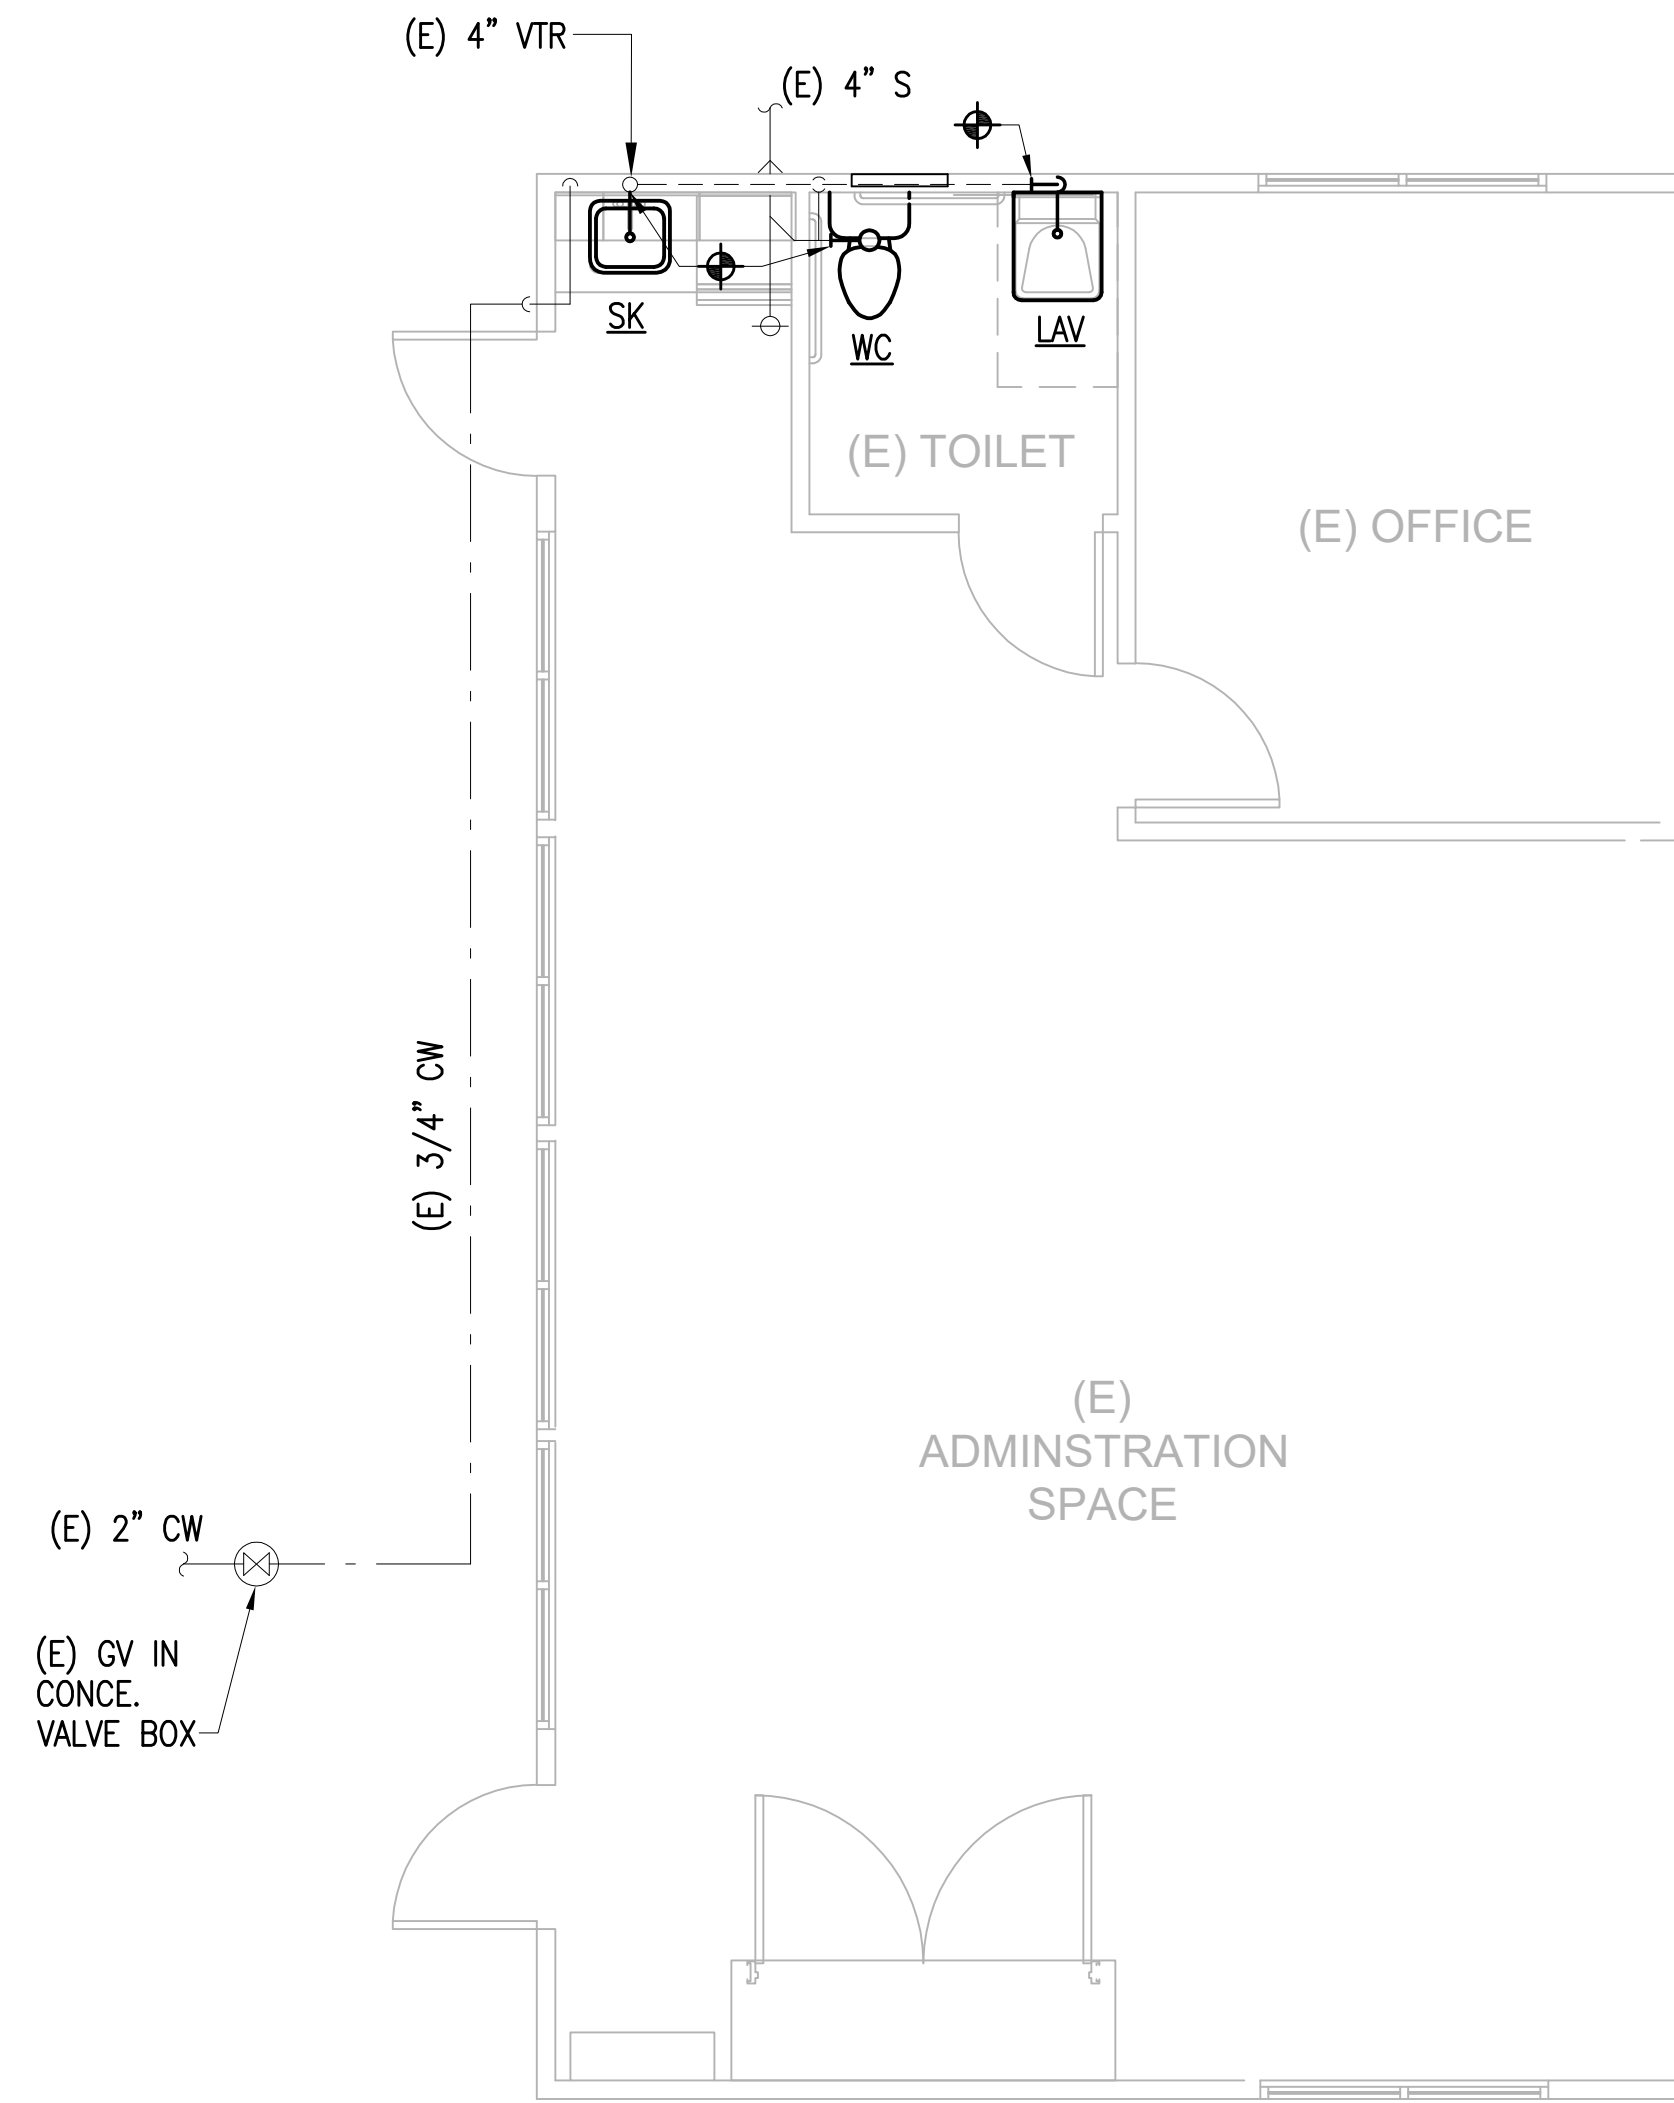 (E) 4” VTR
(E) 4” S
SK
WC
LAV
(E) TOILET
(E) OFFICE
(E) 3/4” CW
(E)
ADMINSTRATION
SPACE
(E) 2” CW
(E) GV IN
CONCE.
VALVE BOX